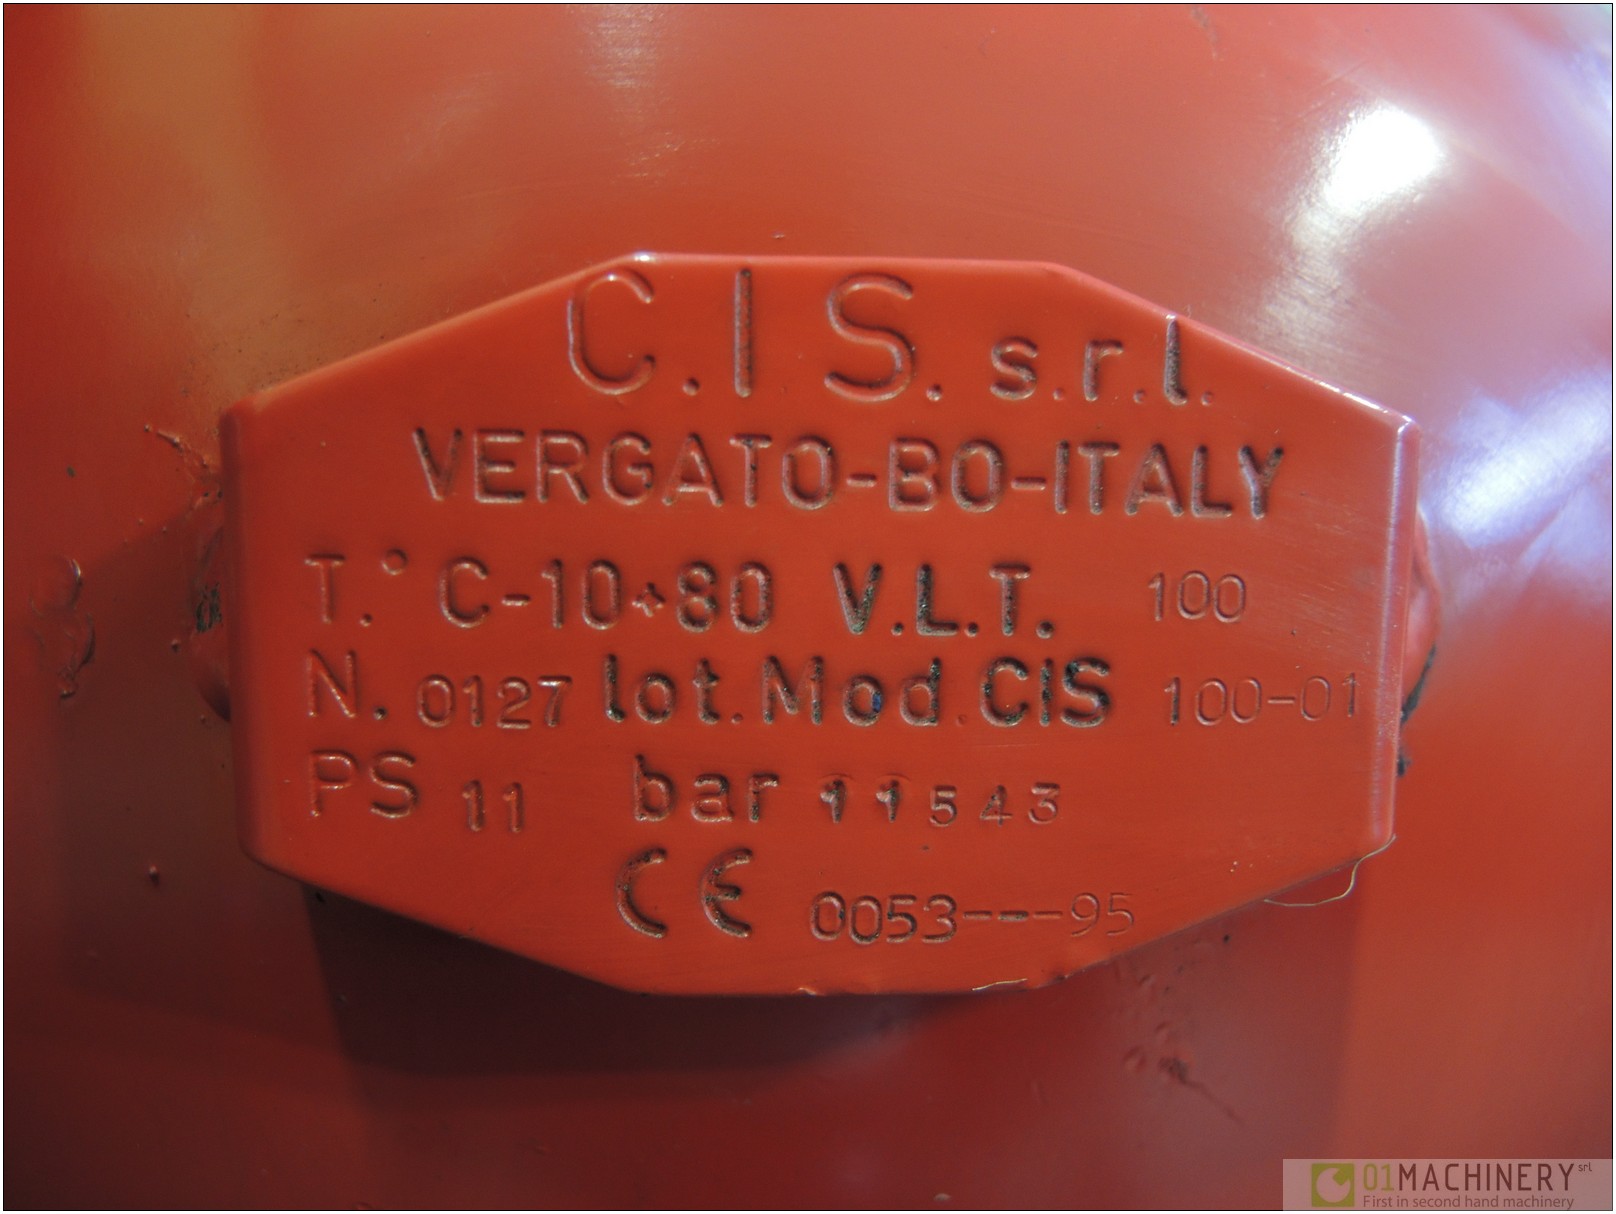 C.I S. s.r.l.
VERGATO-BO-ITALY
T.°C-10+80 V.L.T. 100
N. 0127 lot. Mod. CIS 100-01
PS 11 bar 11543
CE 0053---95
01MACHINERY srl
First in second hand machinery